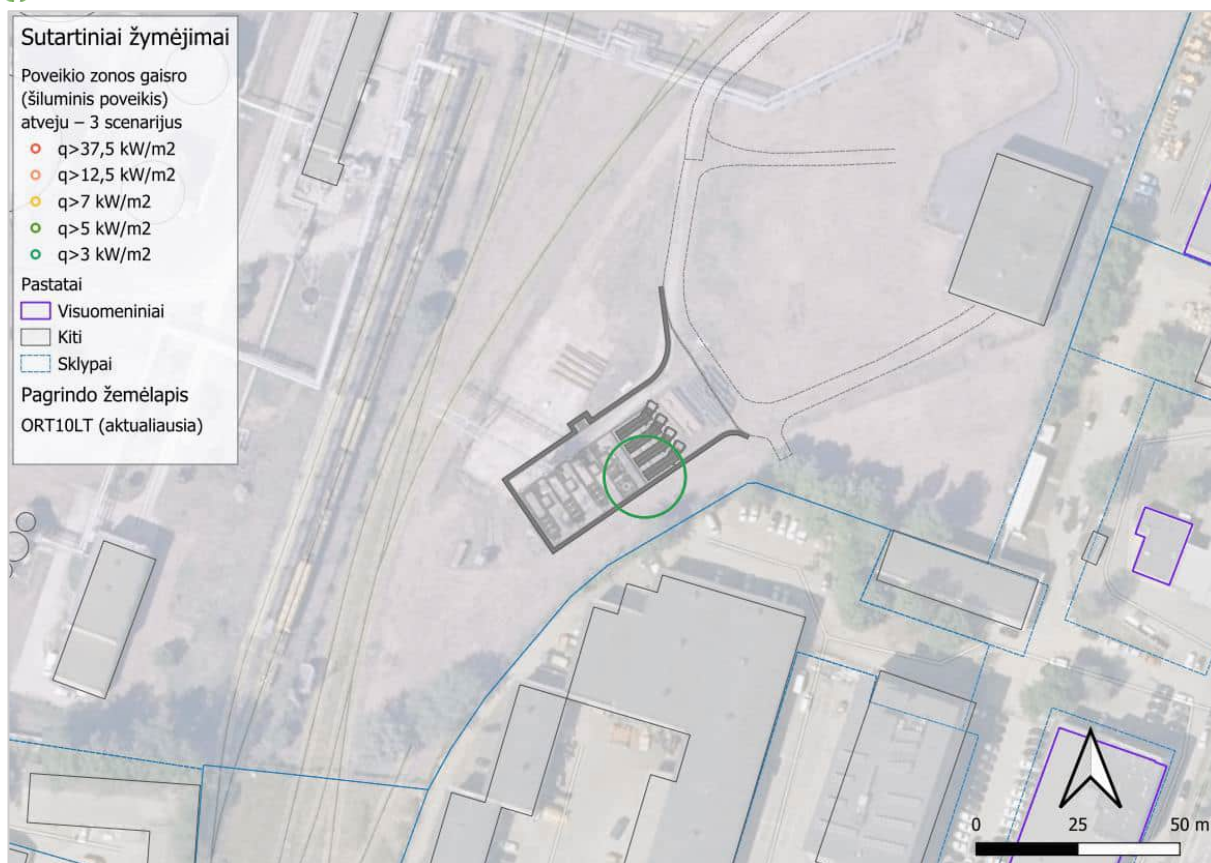 Sutartiniai žymėjimai
Poveikio zonos gaisro
(šiluminis poveikis)
atveju – 3 scenarijus
q>37,5 kW/m2
q>12,5 kW/m2
q>7 kW/m2
q>5 kW/m2
q>3 kW/m2
Pastatai
Visuomeniniai
Kiti
Sklypai
Pagrindo žemėlapis
ORT10LT (aktualiausia)
0 25 50 m